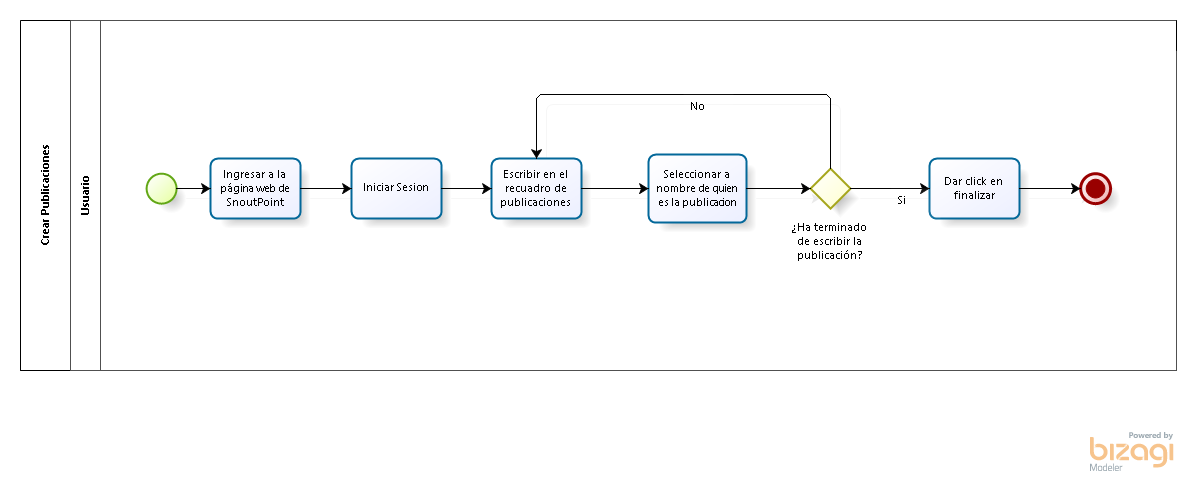 Crear Publicaciones
Usuario
Ingresar a la
página web de
SnoutPoint
Iniciar Sesion
Escribir en el
recuadro de
publicaciones
Seleccionar a
nombre de quien
es la publicacion
No
¿Ha terminado
de escribir la
publicación?
Si
Dar click en
finalizar
Powered by
bizagi
Modeler